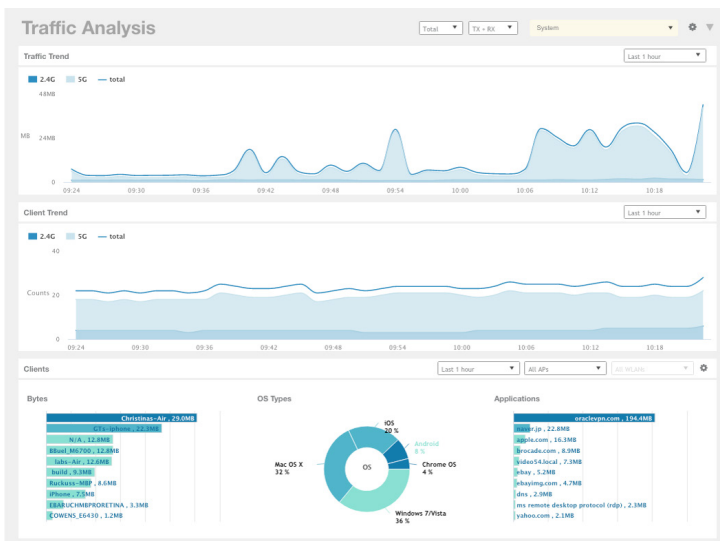 Traffic Analysis
Total
TX + RX
System
Traffic Trend
Last 1 hour
2.4G 5G total
44MB
MB 24MB
0
09:24 09:30 09:36 09:42 09:48 09:54 10:00 10:06 10:12 10:18
Client Trend
Last 1 hour
2.4G 5G total
40
Counts 20
0
09:24 09:30 09:36 09:42 09:48 09:54 10:00 10:06 10:12 10:18
Clients
Last 1 hour
All APs
All WLANs
Bytes
Christinas-Air , 29.0MB
GTs-iphone , 22.3MB
N/A , 12.8MB
BBuel_M6700 , 12.8MB
labs-Air , 12.6MB
build , 9.3MB
Ruckuss-MBP , 8.6MB
iPhone , 7.5MB
EBARUCHMBPRORETINA , 3.3MB
COWENS_E6430 , 1.2MB
OS Types
iOS
20 %
Android
8 %
Mac OS X
32 %
OS
Chrome OS
4 %
Windows 7/Vista
36 %
Applications
oraclevpn.com , 194.4MB
naver.jp , 22.8MB
apple.com , 16.3MB
brocade.com , 8.9MB
video54.local , 7.3MB
ebay , 5.2MB
ebayimg.com , 4.7MB
dns , 2.9MB
ms remote desktop protocol (rdp) , 2.3MB
yahoo.com , 2.1MB